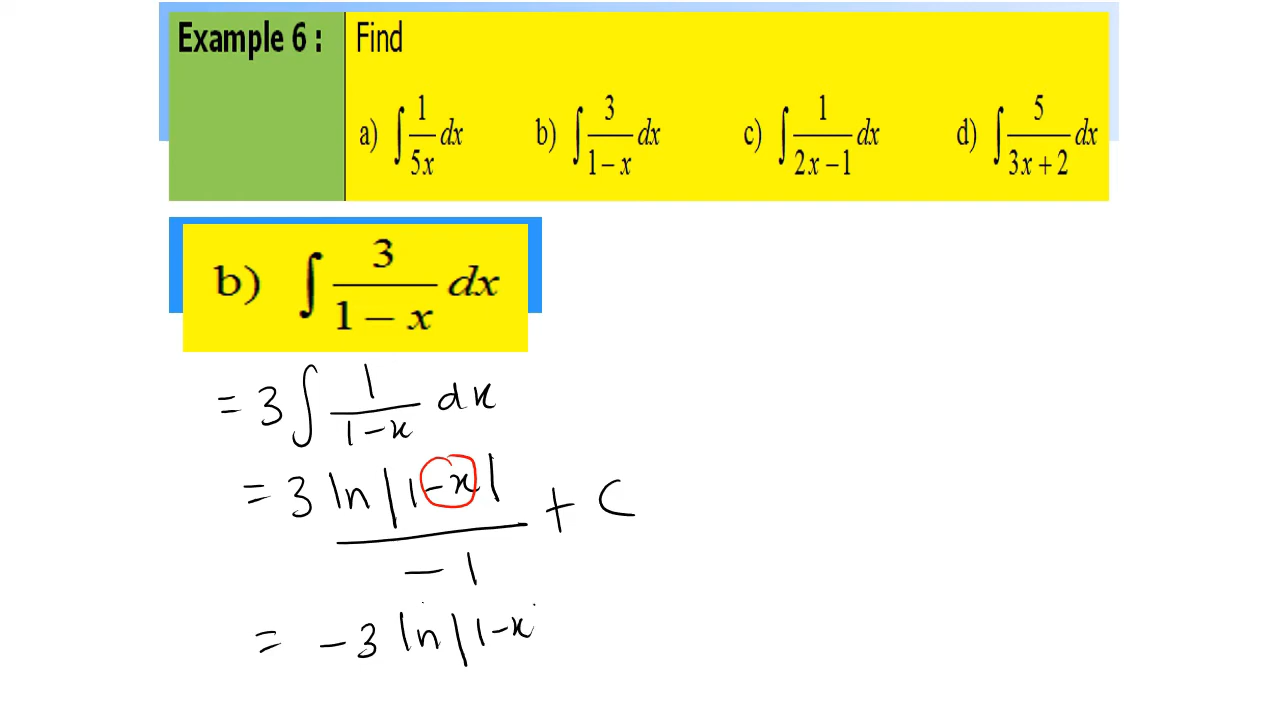 Example 6 : Find
a) ∫ 1/5x dx b) ∫ 3/(1 – x) dx c) ∫ 1/(2x – 1) dx d) ∫ 5/(3x + 2) dx
b) ∫ 3/(1 – x) dx
= 3 ∫ 1/(1-x) dx
= 3 ln|1-x|/-1 + C
= -3 ln|1-x